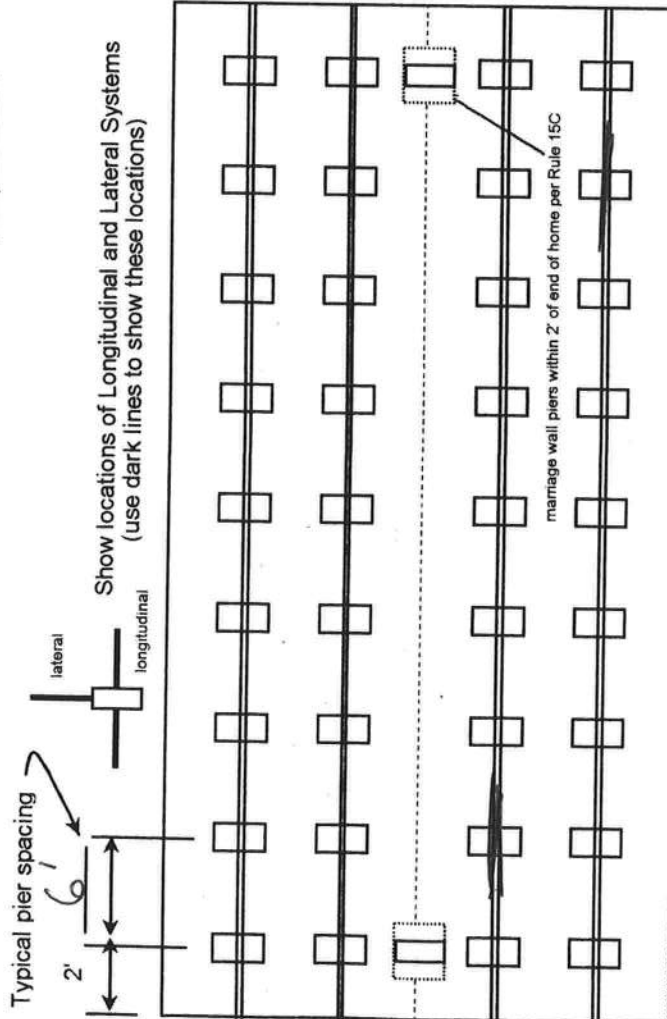 Typical pier spacing
2'
6'
lateral
longitudinal
Show locations of Longitudinal and Lateral Systems
(use dark lines to show these locations)
marriage wall piers within 2' of end of home per Rule 15C